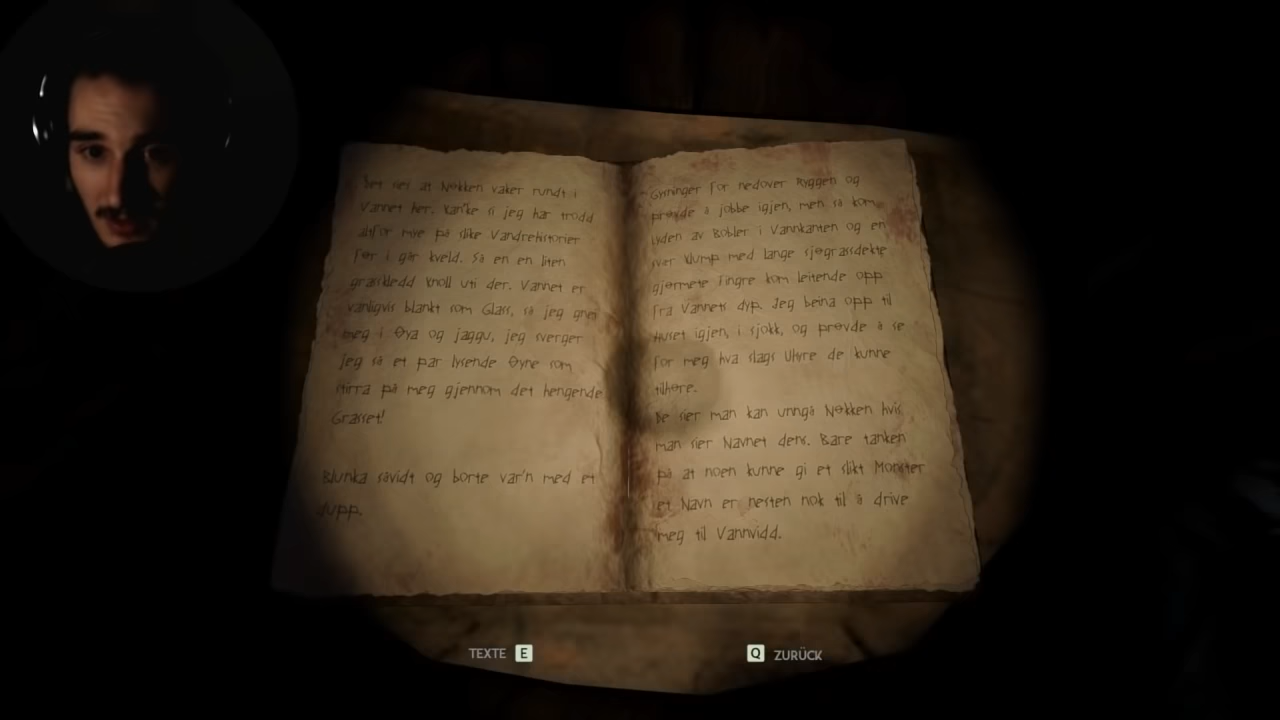 Det sies at Nøkken vaker rundt i
Vannet her. Kan'ke si jeg har trodd
altfor mye på slike Vandrehistorier
før i går kveld. Så en en liten
grasskledd Knoll uti der. Vannet er
vanligvis blankt som Glass, så jeg gnei
meg i Øya og jaggu, jeg sverger
jeg så et par lysende Øyne som
stirra på meg gjennom det hengende
Grasset!
Blunka såvidt og borte var'n med et
dupp.
Gysninger for nedover Ryggen og
prøvde å jobbe igjen, men så kom
Lyden av Bobler i Vannkanten og en
svær Klump med lange sjøgrassdekte
gjørmete Fingre kom leitende opp
fra Vannets dyp. Jeg beina opp til
Huset igjen, i sjokk, og prøvde å se
for meg hva slags Uhyre de kunne
tilhøre.
De sier man kan unngå Nøkken hvis
man sier Navnet dens. Bare tanken
på at noen kunne gi et slikt Monster
et Navn er nesten nok til å drive
meg til Vannvidd.
TEXTE E
Q ZURÜCK